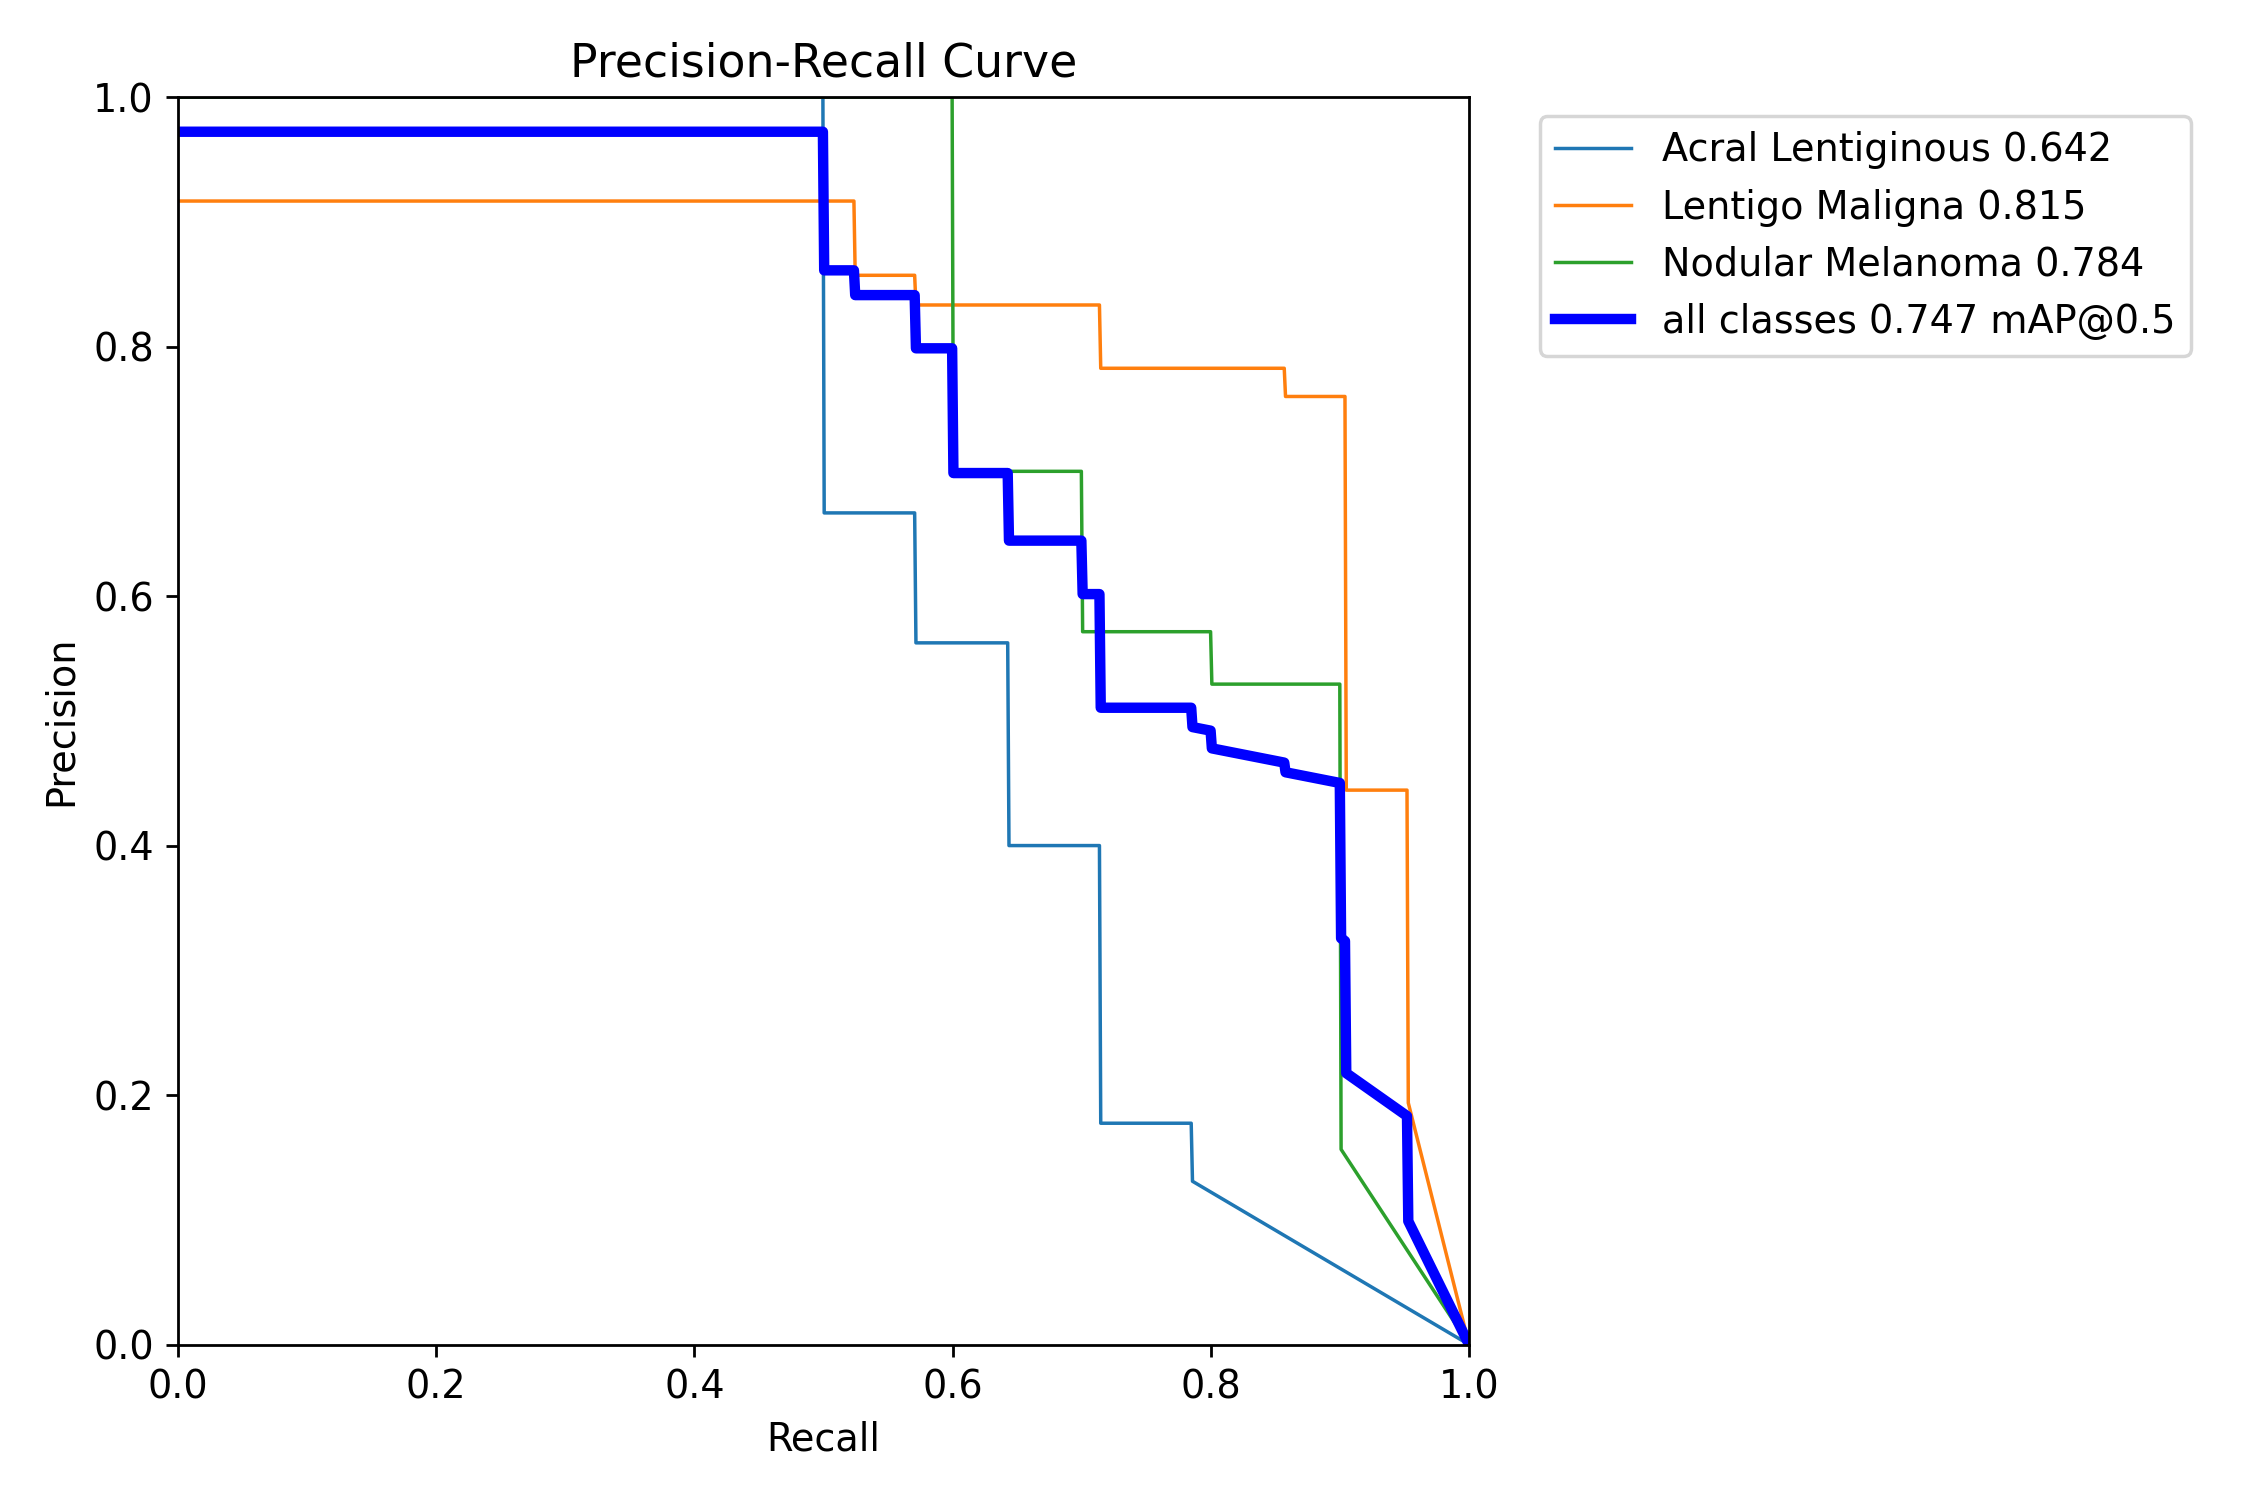 Precision-Recall Curve
1.0
0.8
0.6
0.4
0.2
0.0
Precision
0.0 0.2 0.4 0.6 0.8 1.0
Recall
Acral Lentiginous 0.642
Lentigo Maligna 0.815
Nodular Melanoma 0.784
all classes 0.747 mAP@0.5